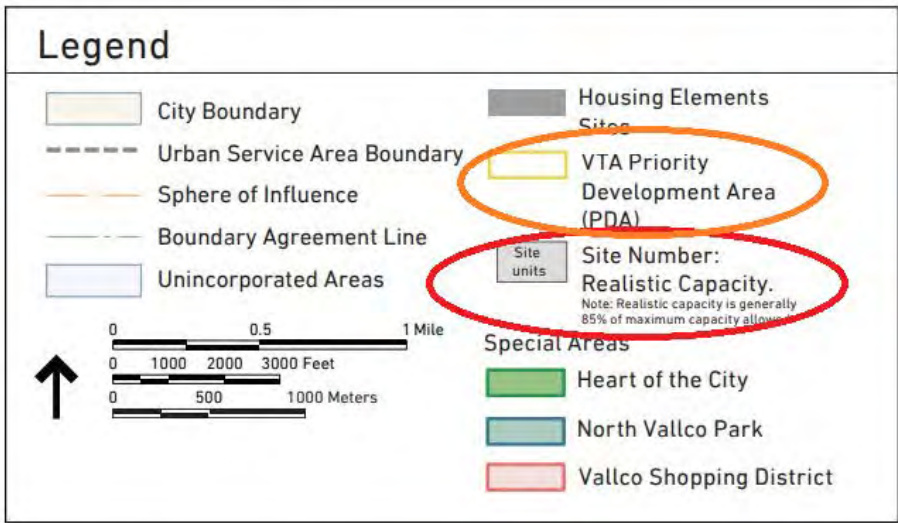 Legend
City Boundary
Urban Service Area Boundary
Sphere of Influence
Boundary Agreement Line
Unincorporated Areas
0 0.5 1 Mile
0 1000 2000 3000 Feet
0 500 1000 Meters
Housing Elements
Sites
VTA Priority
Development Area
(PDA)
Site
units
Site Number:
Realistic Capacity.
Note: Realistic capacity is generally
85% of maximum capacity allowed
Special Areas
Heart of the City
North Vallco Park
Vallco Shopping District